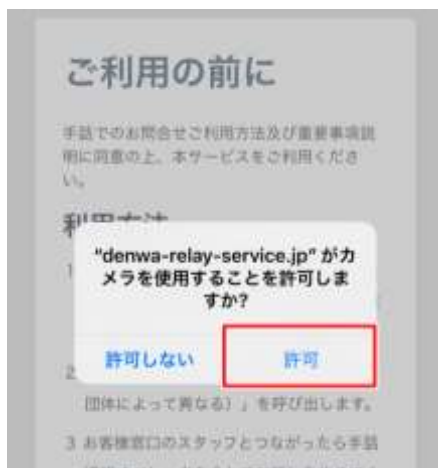 ご利用の前に
手話でのお問合せご利用方法及び重要事項説
明に同意の上、本サービスをご利用くださ
い。
利用方法
1
"denwa-relay-service.jp" がカ
メラを使用することを許可しま
すか?
許可しない
許可
2
団体によって異なる)」を呼び出します。
3 お客様窓口のスタッフとつながったら手話